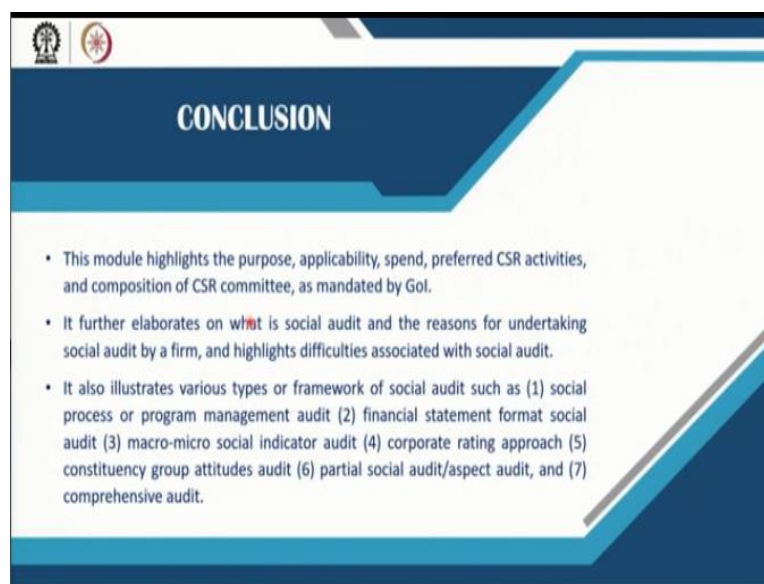 CONCLUSION
• This module highlights the purpose, applicability, spend, preferred CSR activities,
and composition of CSR committee, as mandated by GoI.
• It further elaborates on what is social audit and the reasons for undertaking
social audit by a firm, and highlights difficulties associated with social audit.
• It also illustrates various types or framework of social audit such as (1) social
process or program management audit (2) financial statement format social
audit (3) macro-micro social indicator audit (4) corporate rating approach (5)
constituency group attitudes audit (6) partial social audit/aspect audit, and (7)
comprehensive audit.